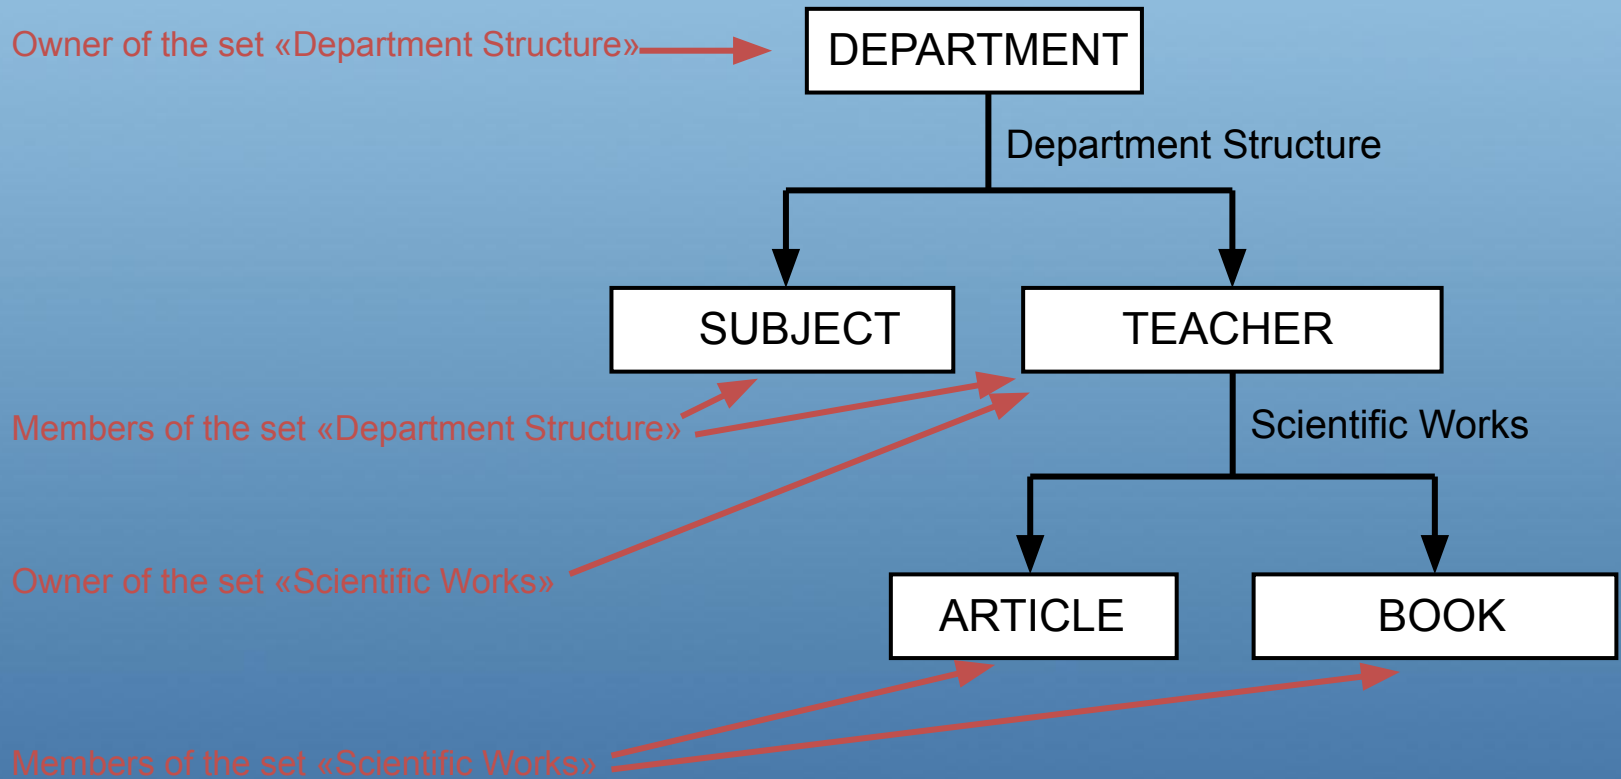 Owner of the set «Department Structure»
DEPARTMENT
Department Structure
SUBJECT
TEACHER
Members of the set «Department Structure»
Scientific Works
Owner of the set «Scientific Works»
ARTICLE
BOOK
Members of the set «Scientific Works»